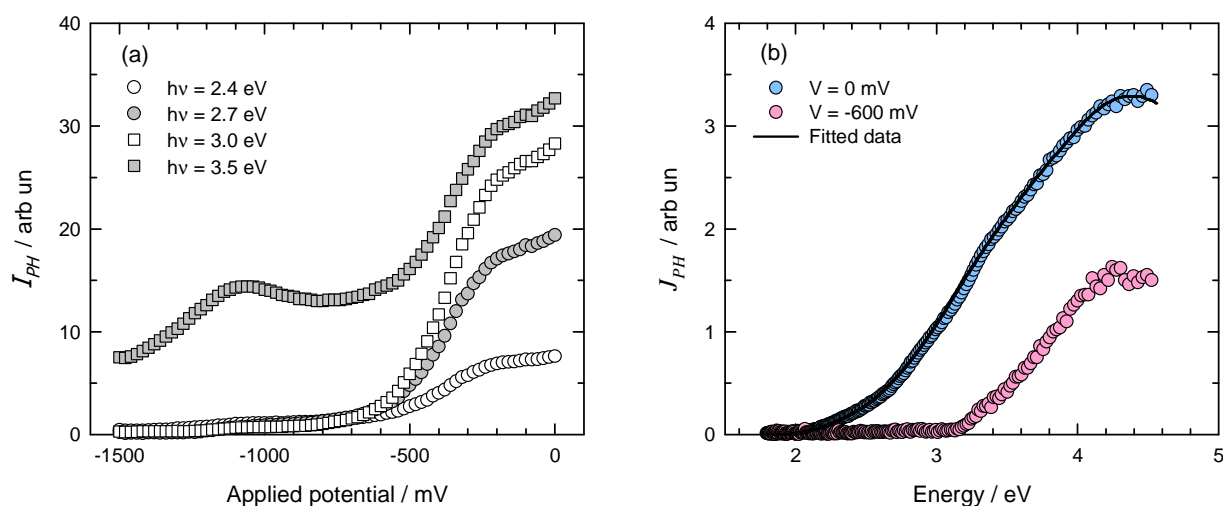 (a)
hν = 2.4 eV
hν = 2.7 eV
hν = 3.0 eV
hν = 3.5 eV
40
30
20
10
0
I_PH / arb un
-1500
-1000
-500
0
Applied potential / mV
(b)
V = 0 mV
V = -600 mV
Fitted data
4
3
2
1
0
J_PH / arb un
2
3
4
5
Energy / eV